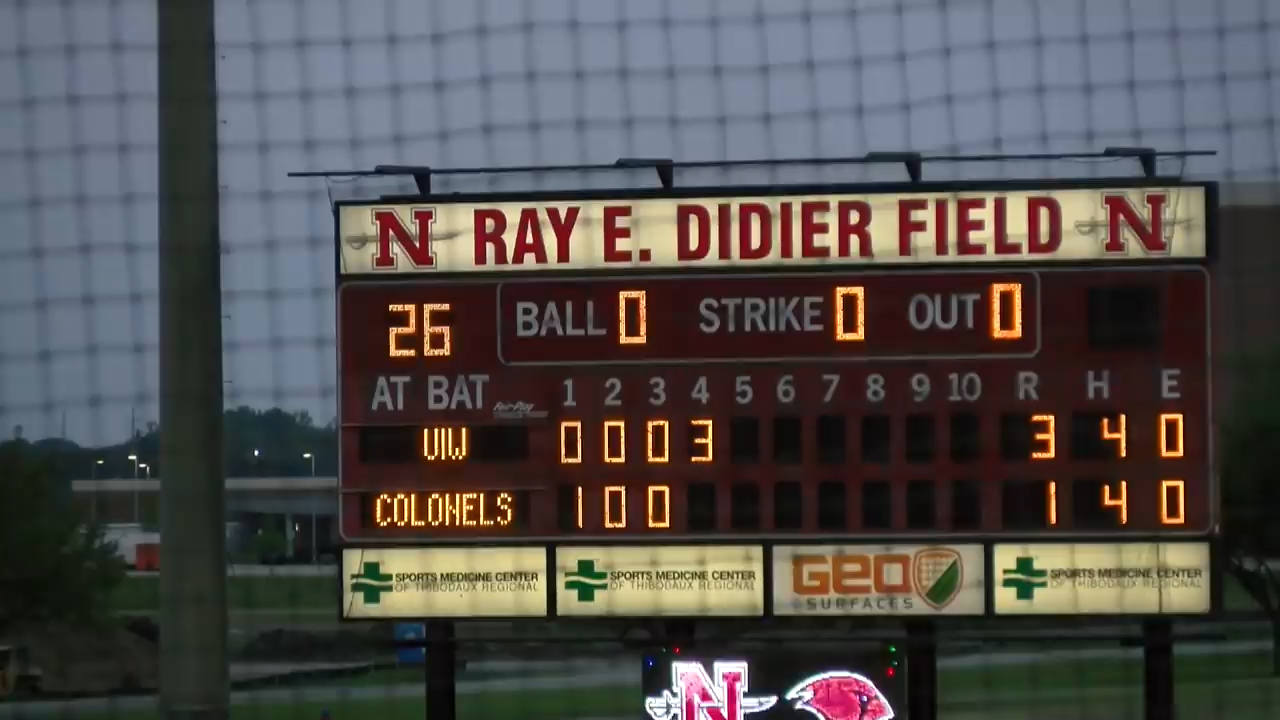 N RAY E. DIDIER FIELD N
26 BALL 0 STRIKE 0 OUT 0
AT BAT Fair-Play 1 2 3 4 5 6 7 8 9 10 R H E
UIW 0 0 0 3 3 4 0
COLONELS 1 0 0 1 4 0
SPORTS MEDICINE CENTER
OF THIBODAUX REGIONAL
SPORTS MEDICINE CENTER
OF THIBODAUX REGIONAL
GEO
SURFACES
SPORTS MEDICINE CENTER
OF THIBODAUX REGIONAL
N